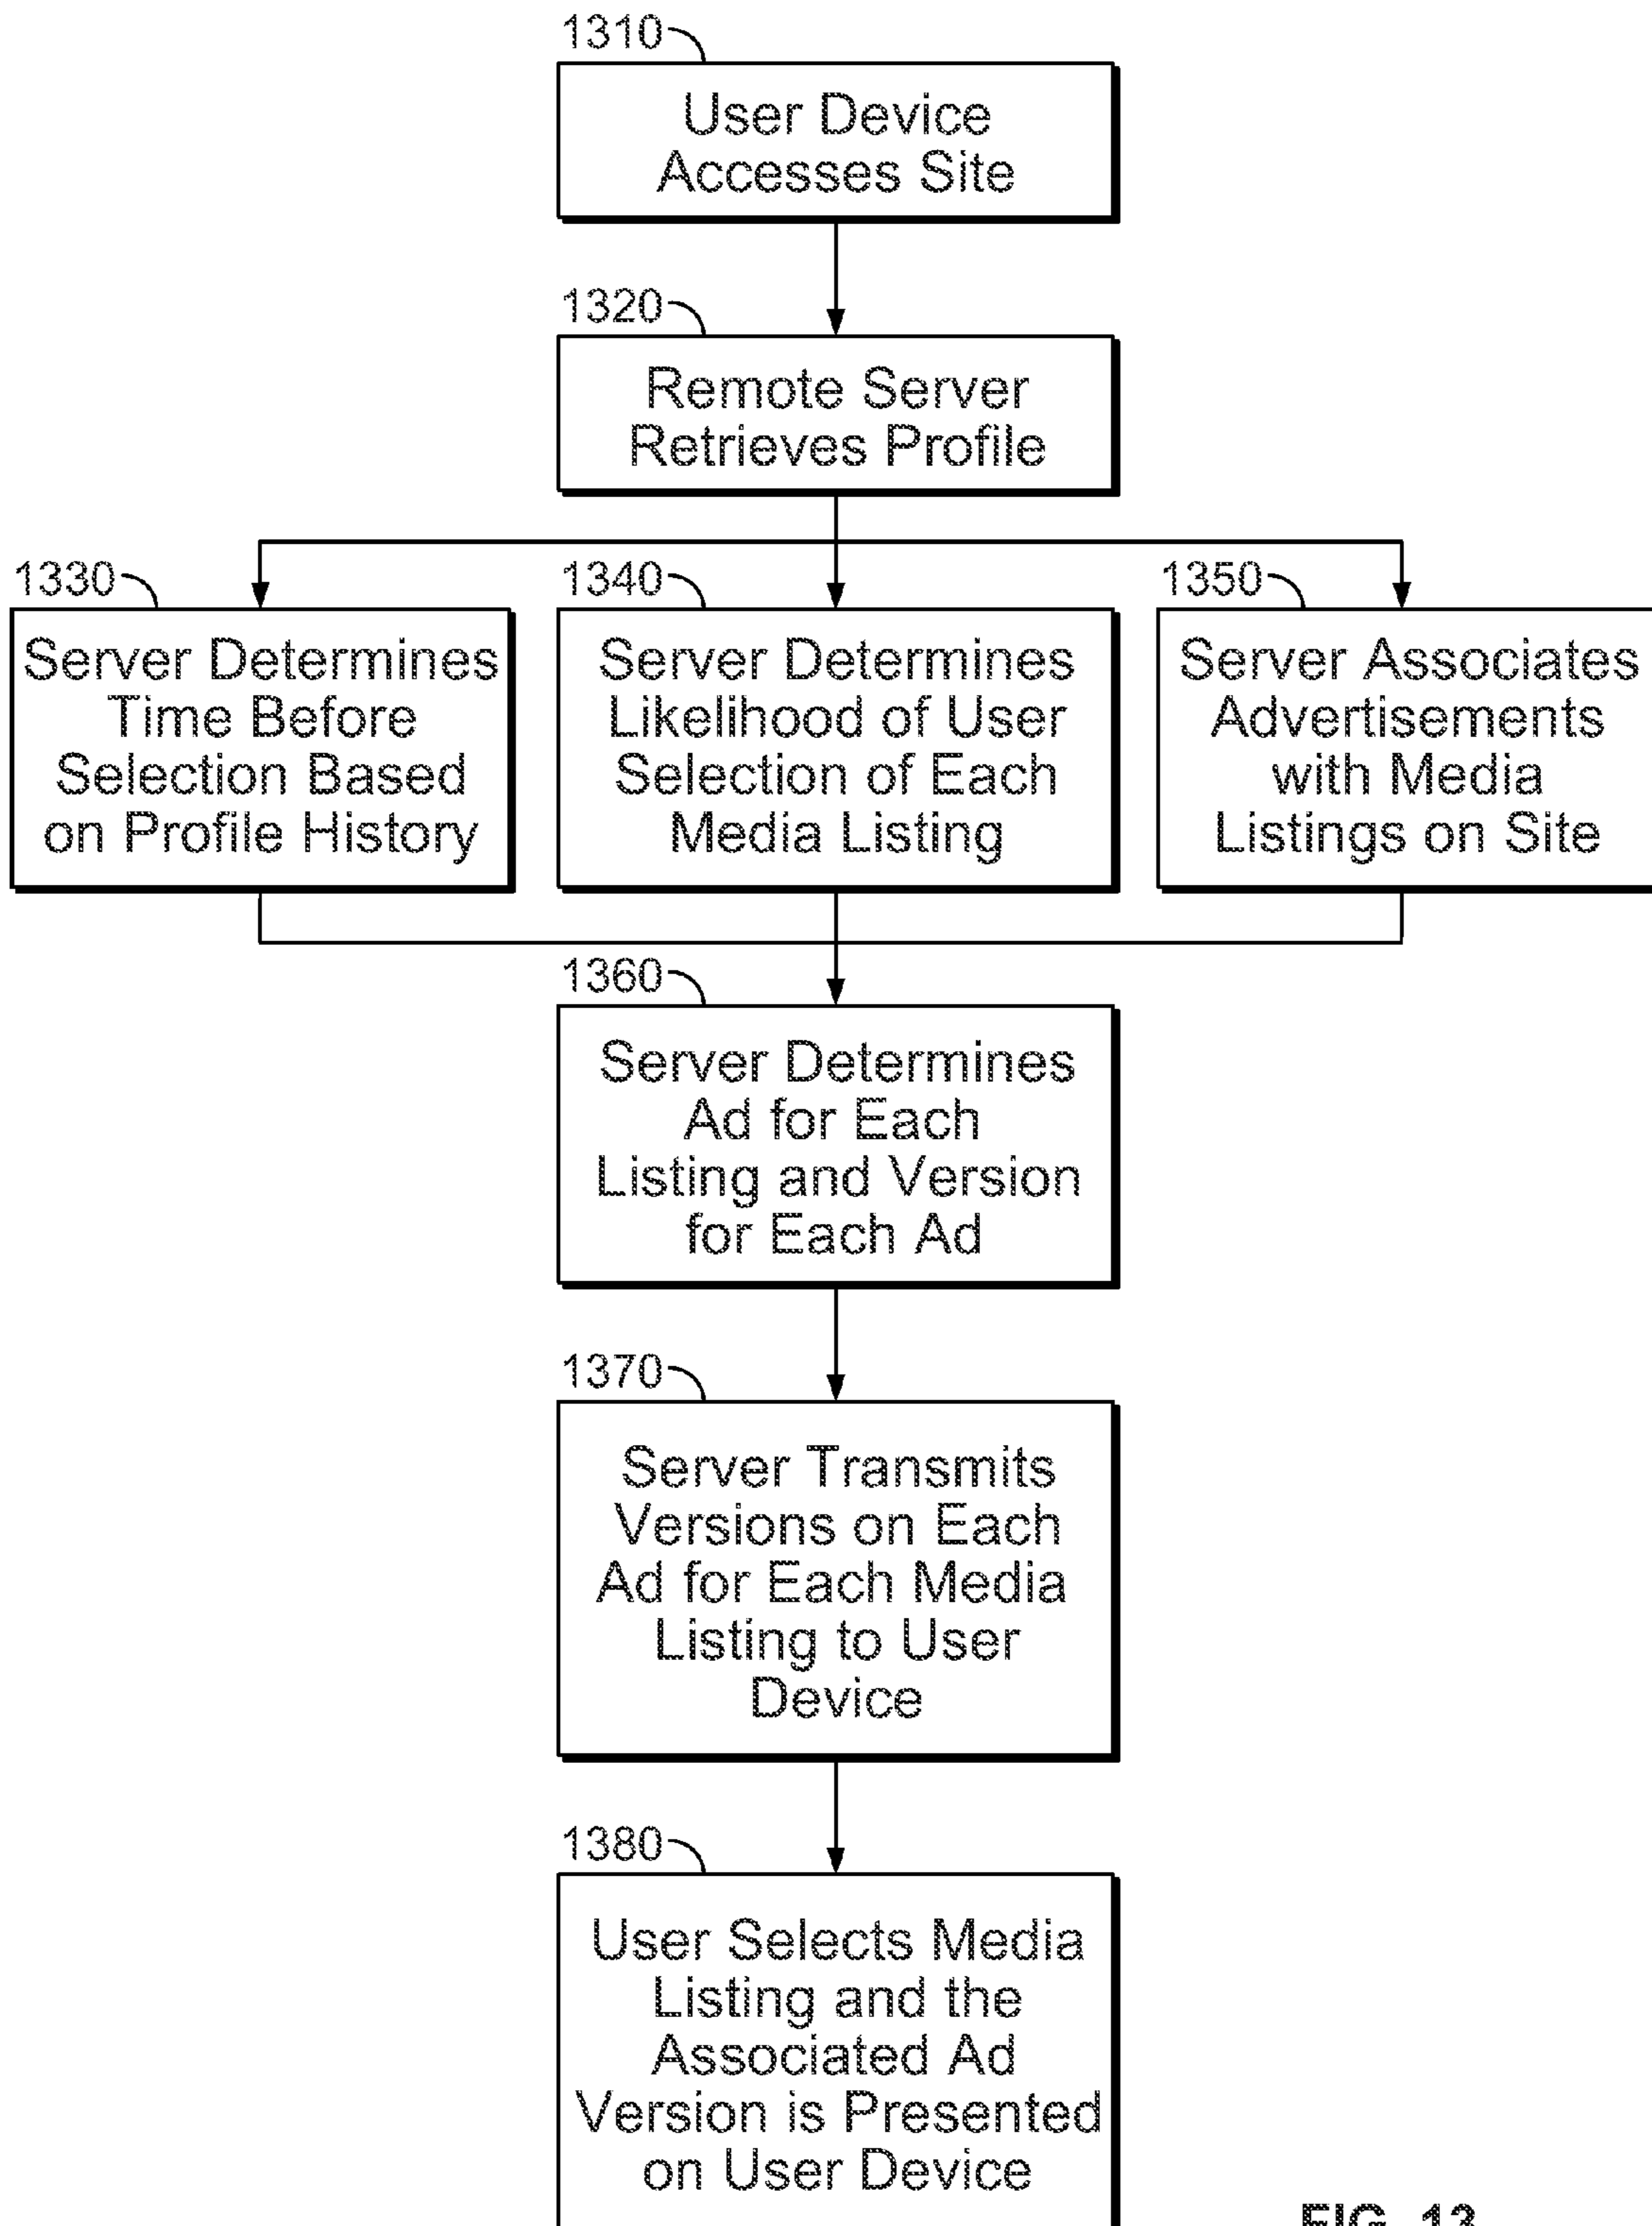 1310
User Device
Accesses Site
1320
Remote Server
Retrieves Profile
1330
Server Determines
Time Before
Selection Based
on Profile History
1340
Server Determines
Likelihood of User
Selection of Each
Media Listing
1350
Server Associates
Advertisements
with Media
Listings on Site
1360
Server Determines
Ad for Each
Listing and Version
for Each Ad
1370
Server Transmits
Versions on Each
Ad for Each Media
Listing to User
Device
1380
User Selects Media
Listing and the
Associated Ad
Version is Presented
on User Device
FIG. 13